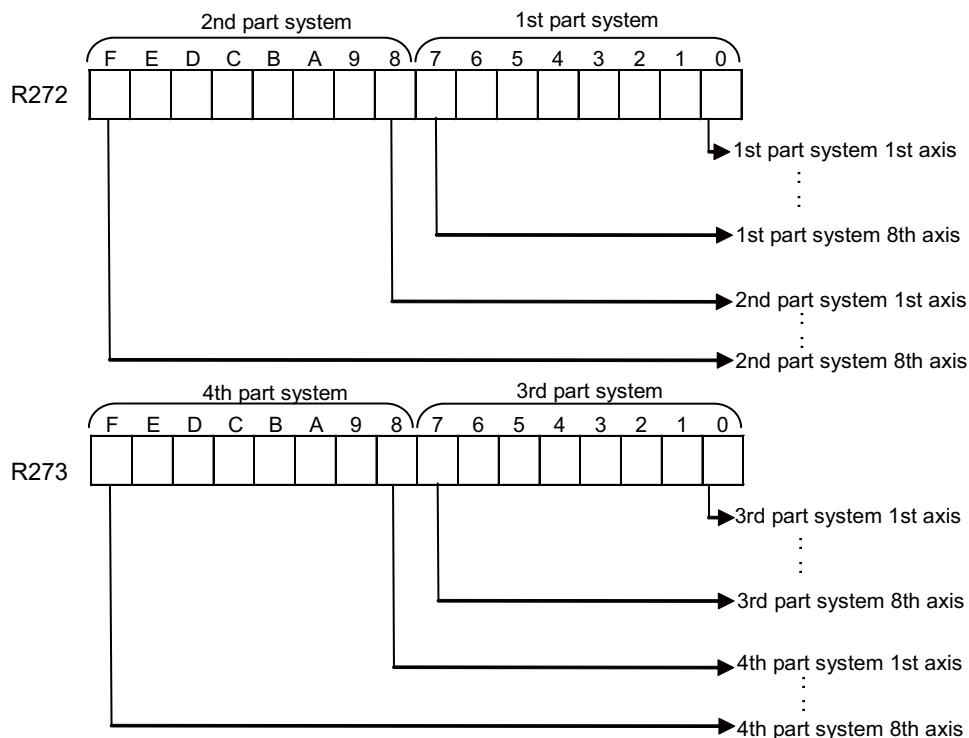 2nd part system 1st part system
F E D C B A 9 8 7 6 5 4 3 2 1 0
R272
1st part system 1st axis
1st part system 8th axis
2nd part system 1st axis
2nd part system 8th axis
4th part system 3rd part system
F E D C B A 9 8 7 6 5 4 3 2 1 0
R273
3rd part system 1st axis
3rd part system 8th axis
4th part system 1st axis
4th part system 8th axis